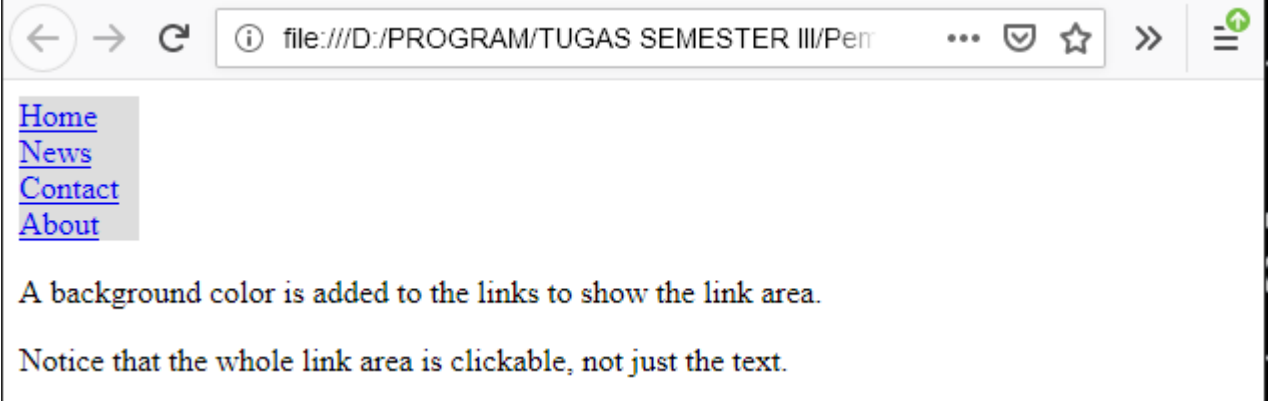 file:///D:/PROGRAM/TUGAS SEMESTER III/Pem
Home
News
Contact
About
A background color is added to the links to show the link area.
Notice that the whole link area is clickable, not just the text.